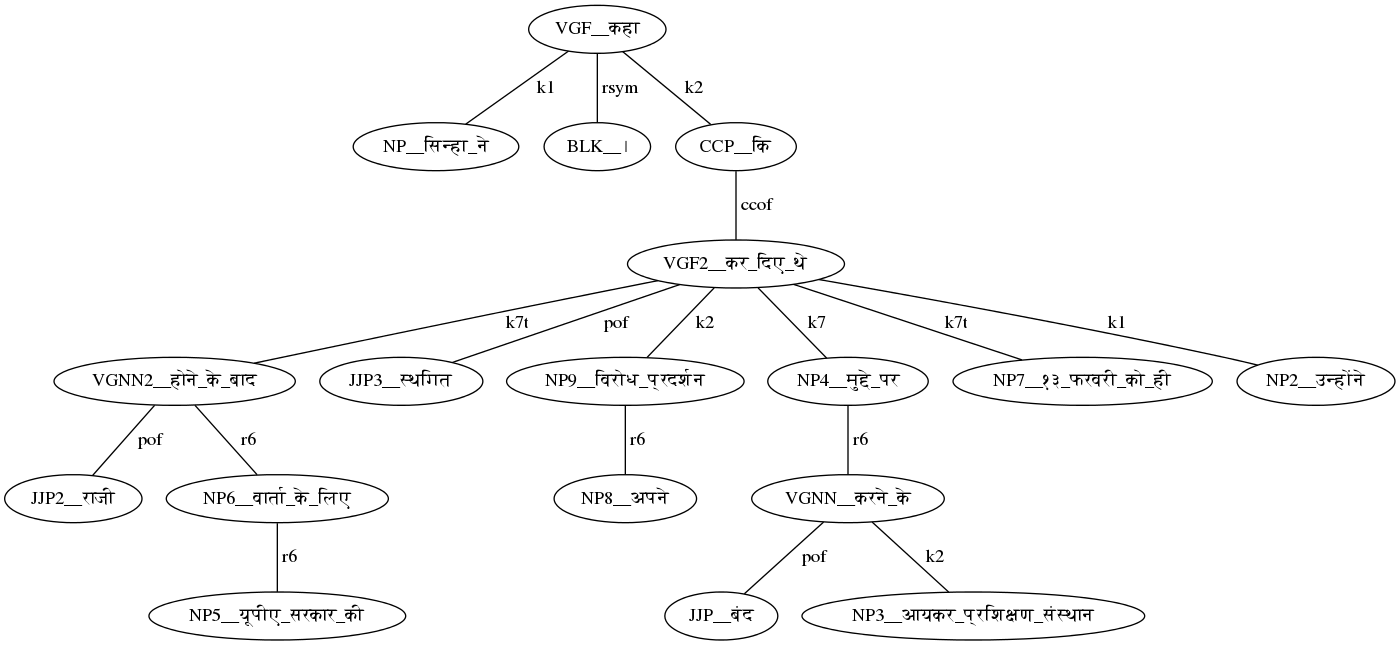 VGF__कहा
k1 rsym k2
NP__सिन्हा_ने BLK__। CCP__कि
ccof
VGF2__कर_दिए_थे
k7t pof k2 k7 k7t k1
VGNN2__होने_के_बाद JJP3__स्थगित NP9__विरोध_प्रदर्शन NP4__मुद्दे_पर NP7__१३_फरवरी_को_ही NP2__उन्होंने
pof r6 r6 r6
JJP2__राजी NP6__वार्ता_के_लिए NP8__अपने VGNN__करने_के
r6 pof k2
NP5__यूपीए_सरकार_की JJP__बंद NP3__आयकर_प्रशिक्षण_संस्थान